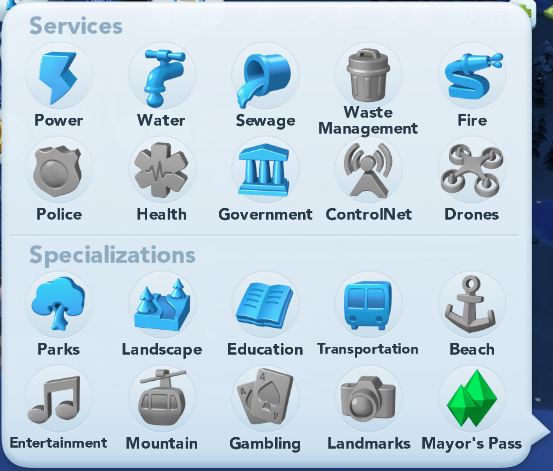 Services
Power
Water
Sewage
Waste
Management
Fire
Police
Health
Government
ControlNet
Drones
Specializations
Parks
Landscape
Education
Transportation
Beach
Entertainment
Mountain
Gambling
Landmarks
Mayor's Pass